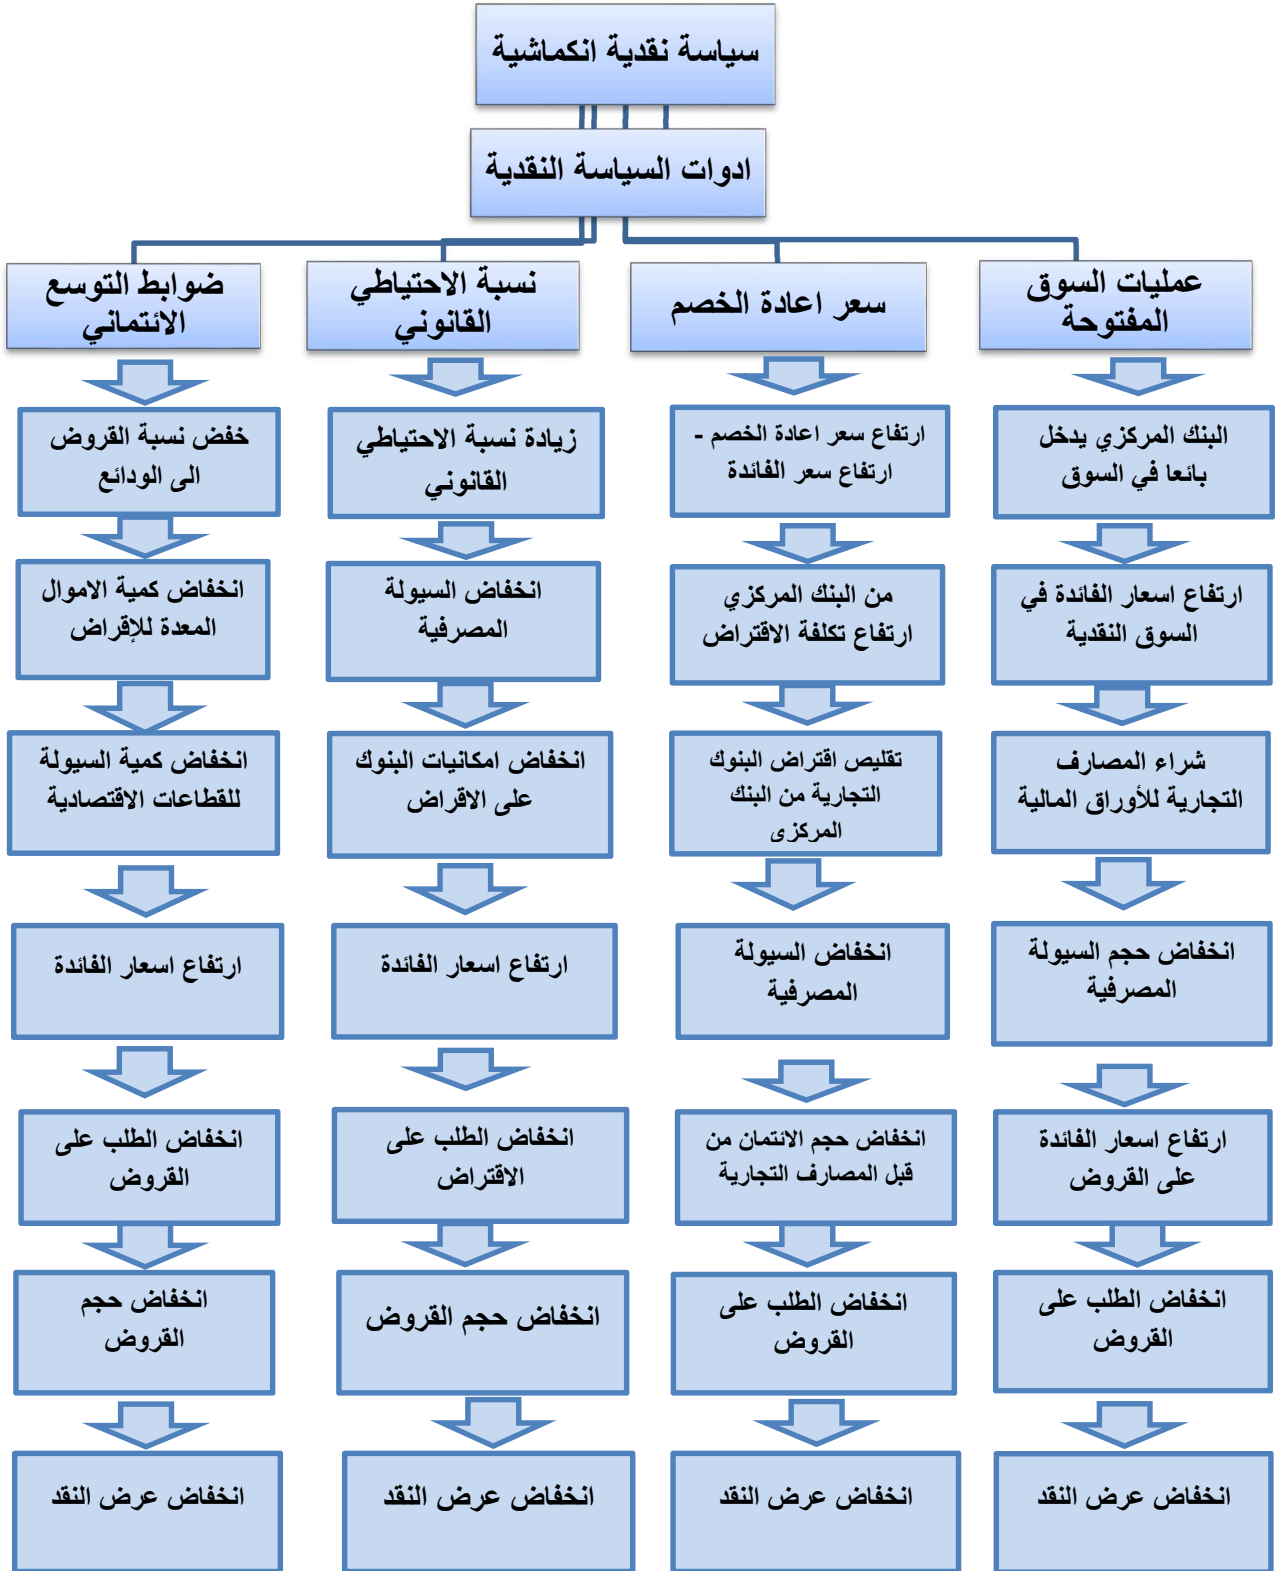 سياسة نقدية انكماشية
ادوات السياسة النقدية
عمليات السوق
المفتوحة
سعر اعادة الخصم
نسبة الاحتياطي
القانوني
ضوابط التوسع
الائتماني
البنك المركزي يدخل
بائعا في السوق
ارتفاع سعر اعادة الخصم -
ارتفاع سعر الفائدة
زيادة نسبة الاحتياطي
القانوني
خفض نسبة القروض
الى الودائع
ارتفاع اسعار الفائدة في
السوق النقدية
من البنك المركزي
ارتفاع تكلفة الاقتراض
انخفاض السيولة
المصرفية
انخفاض كمية الاموال
المعدة للإقراض
شراء المصارف
التجارية للأوراق المالية
تقليص اقتراض البنوك
التجارية من البنك
المركزي
انخفاض امكانيات البنوك
على الاقراض
انخفاض كمية السيولة
للقطاعات الاقتصادية
انخفاض حجم السيولة
المصرفية
انخفاض السيولة
المصرفية
ارتفاع اسعار الفائدة
ارتفاع اسعار الفائدة
ارتفاع اسعار الفائدة
على القروض
انخفاض حجم الائتمان من
قبل المصارف التجارية
انخفاض الطلب على
الاقتراض
انخفاض الطلب على
القروض
انخفاض الطلب على
القروض
انخفاض الطلب على
القروض
انخفاض حجم القروض
انخفاض حجم
القروض
انخفاض عرض النقد
انخفاض عرض النقد
انخفاض عرض النقد
انخفاض عرض النقد